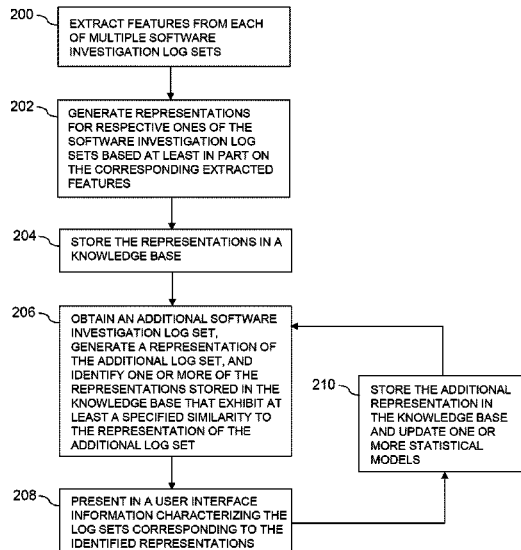 200
EXTRACT FEATURES FROM EACH
OF MULTIPLE SOFTWARE
INVESTIGATION LOG SETS
202
GENERATE REPRESENTATIONS
FOR RESPECTIVE ONES OF THE
SOFTWARE INVESTIGATION LOG
SETS BASED AT LEAST IN PART ON
THE CORRESPONDING EXTRACTED
FEATURES
204
STORE THE REPRESENTATIONS IN A
KNOWLEDGE BASE
206
OBTAIN AN ADDITIONAL SOFTWARE
INVESTIGATION LOG SET,
GENERATE A REPRESENTATION OF
THE ADDITIONAL LOG SET, AND
IDENTIFY ONE OR MORE OF THE
REPRESENTATIONS STORED IN THE
KNOWLEDGE BASE THAT EXHIBIT AT
LEAST A SPECIFIED SIMILARITY TO
THE REPRESENTATION OF THE
ADDITIONAL LOG SET
210
STORE THE ADDITIONAL
REPRESENTATION IN
THE KNOWLEDGE BASE
AND UPDATE ONE OR
MORE STATISTICAL
MODELS
208
PRESENT IN A USER INTERFACE
INFORMATION CHARACTERIZING THE
LOG SETS CORRESPONDING TO THE
IDENTIFIED REPRESENTATIONS